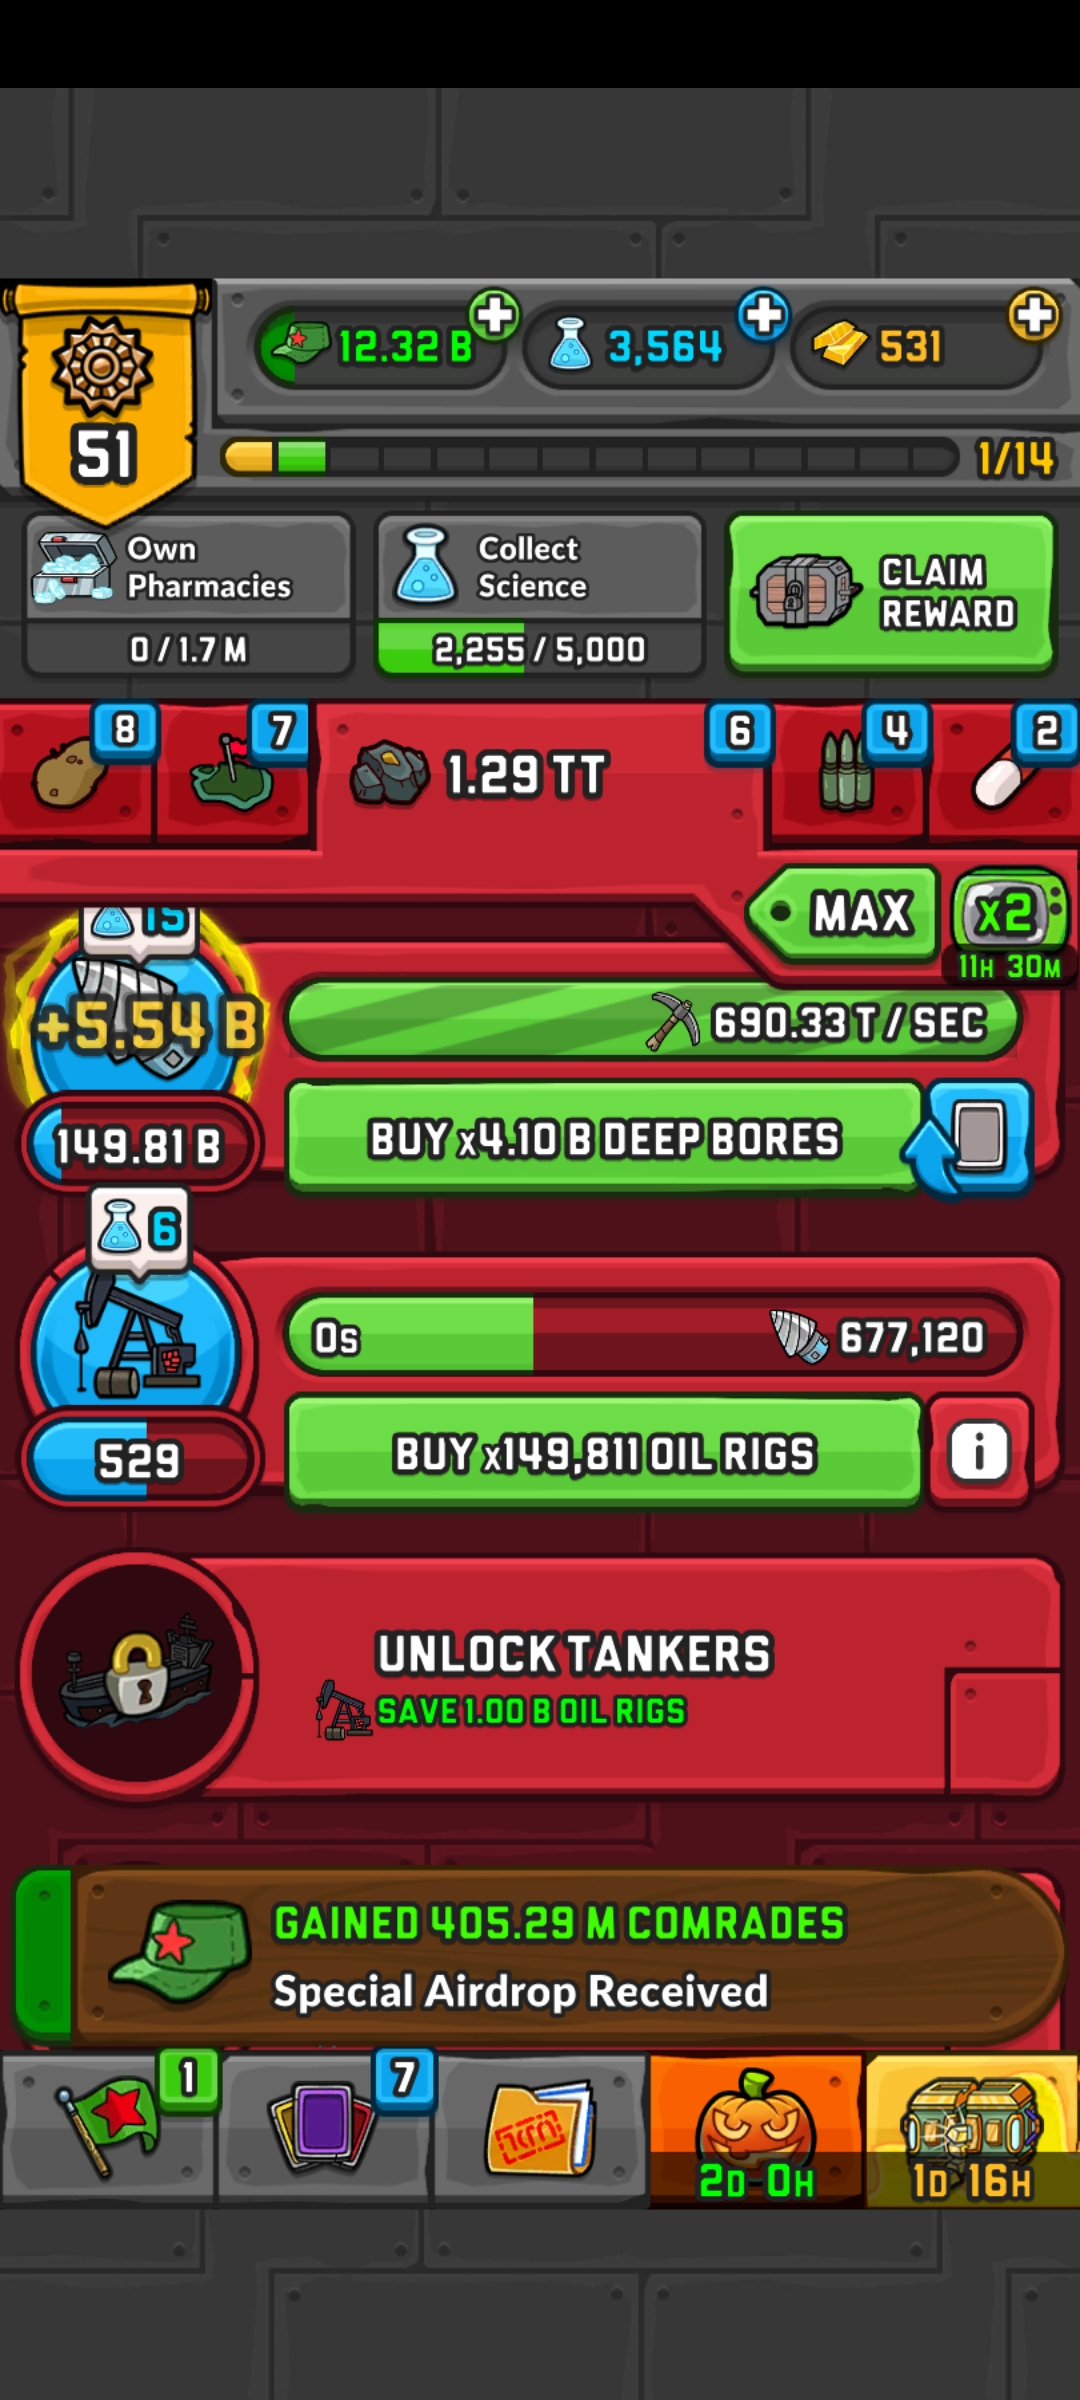 12.32 B
3,564
531
51
1/14
Own
Pharmacies
0 / 1.7 M
Collect
Science
2,255 / 5,000
CLAIM
REWARD
8
7
1.29 TT
6
4
2
MAX
x2
11H 30M
15
+5.54 B
690.33 T / SEC
149.81 B
BUY x4.10 B DEEP BORES
6
0s
677,120
529
BUY x149,811 OIL RIGS
i
UNLOCK TANKERS
SAVE 1.00 B OIL RIGS
GAINED 405.29 M COMRADES
Special Airdrop Received
1
7
2D 0H
1D 16H